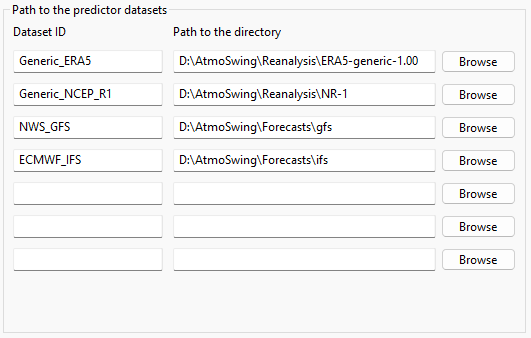 Path to the predictor datasets
Dataset ID Path to the directory
Generic_ERA5 D:\AtmoSwing\Reanalysis\ERA5-generic-1.00 Browse
Generic_NCEP_R1 D:\AtmoSwing\Reanalysis\NR-1 Browse
NWS_GFS D:\AtmoSwing\Forecasts\gfs Browse
ECMWF_IFS D:\AtmoSwing\Forecasts\ifs Browse
Browse
Browse
Browse